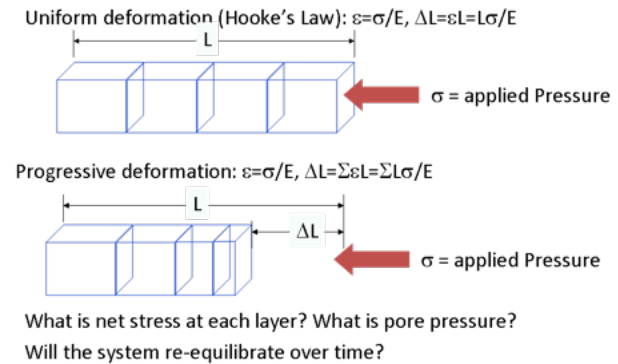 Uniform deformation (Hooke's Law): ε=σ/E, ΔL=εL=Lσ/E
L
σ = applied Pressure
Progressive deformation: ε=σ/E, ΔL=ΣεL=ΣLσ/E
L
ΔL
σ = applied Pressure
What is net stress at each layer? What is pore pressure?
Will the system re-equilibrate over time?